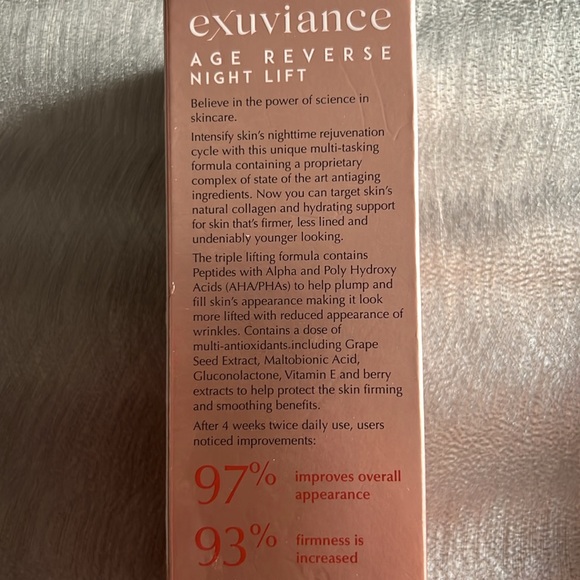 exuviance
AGE REVERSE
NIGHT LIFT
Believe in the power of science in
skincare.
Intensify skin's nighttime rejuvenation
cycle with this unique multi-tasking
formula containing a proprietary
complex of state of the art antiaging
ingredients. Now you can target skin's
natural collagen and hydrating support
for skin that's firmer, less lined and
undeniably younger looking.
The triple lifting formula contains
Peptides with Alpha and Poly Hydroxy
Acids (AHA/PHAs) to help plump and
fill skin's appearance making it look
more lifted with reduced appearance of
wrinkles. Contains a dose of
multi-antioxidants.including Grape
Seed Extract, Maltobionic Acid,
Gluconolactone, Vitamin E and berry
extracts to help protect the skin firming
and smoothing benefits.
After 4 weeks twice daily use, users
noticed improvements:
97% improves overall
appearance
93% firmness is
increased